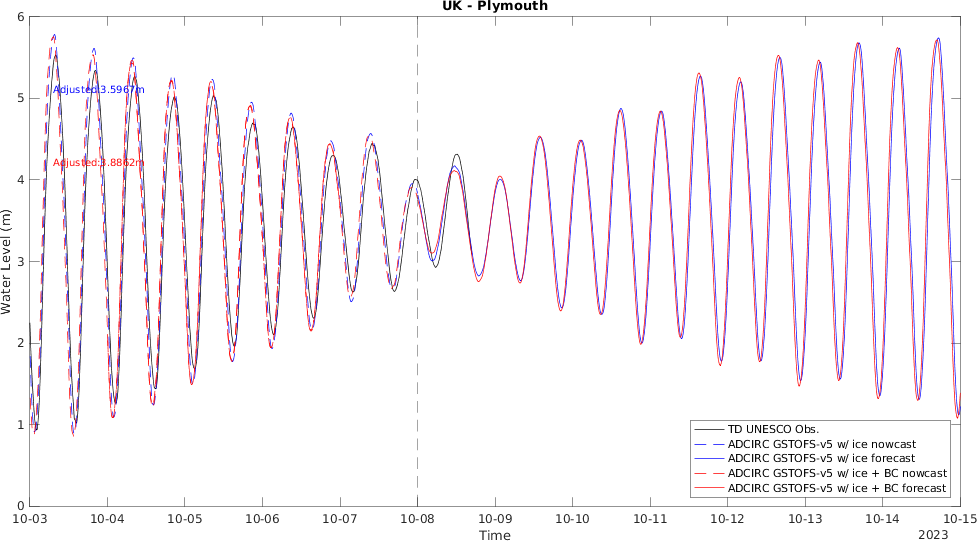 UK - Plymouth
6
5
4
3
2
1
0
Water Level (m)
Adjusted:3.5967m
Adjusted:3.8862m
TD UNESCO Obs.
ADCIRC GSTOFS-v5 w/ ice nowcast
ADCIRC GSTOFS-v5 w/ ice forecast
ADCIRC GSTOFS-v5 w/ ice + BC nowcast
ADCIRC GSTOFS-v5 w/ ice + BC forecast
10-03 10-04 10-05 10-06 10-07 10-08 10-09 10-10 10-11 10-12 10-13 10-14 10-15
Time
2023